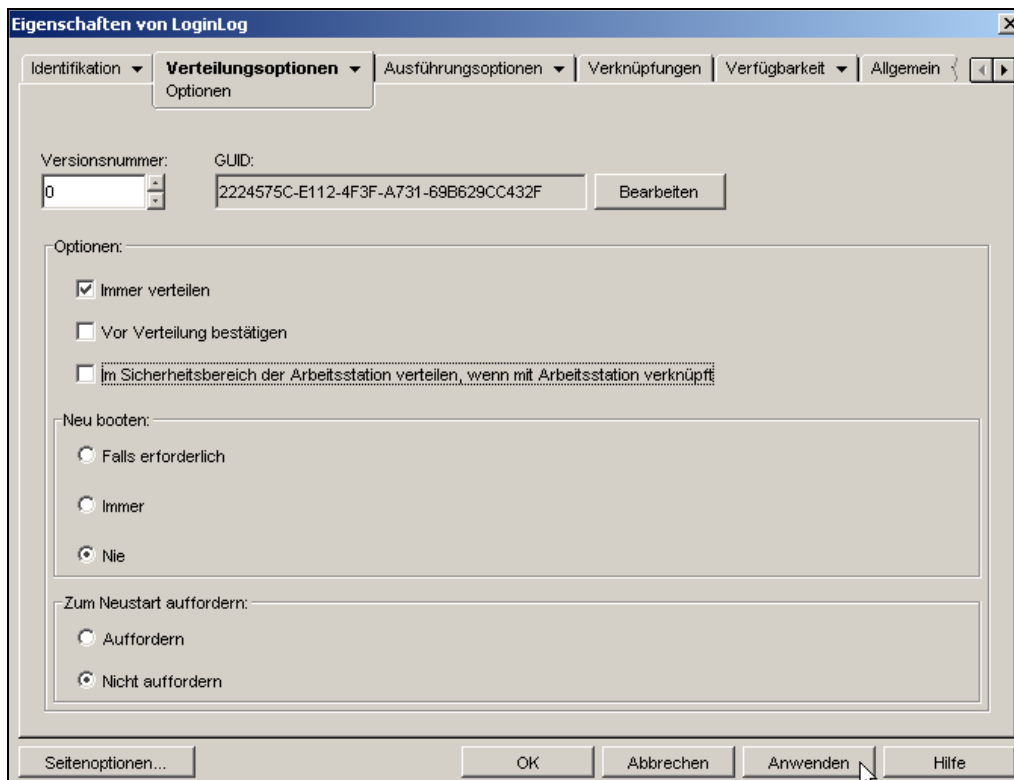 Eigenschaften von LoginLog
Identifikation Verteilungsoptionen Ausführungsoptionen Verknüpfungen Verfügbarkeit Allgemein
Optionen
Versionsnummer: GUID:
0 2224575C-E112-4F3F-A731-69B629CC432F Bearbeiten
Optionen:
Immer verteilen
Vor Verteilung bestätigen
Im Sicherheitsbereich der Arbeitsstation verteilen, wenn mit Arbeitsstation verknüpft
Neu booten:
Falls erforderlich
Immer
Nie
Zum Neustart auffordern:
Auffordern
Nicht auffordern
Seitenoptionen... OK Abbrechen Anwenden Hilfe